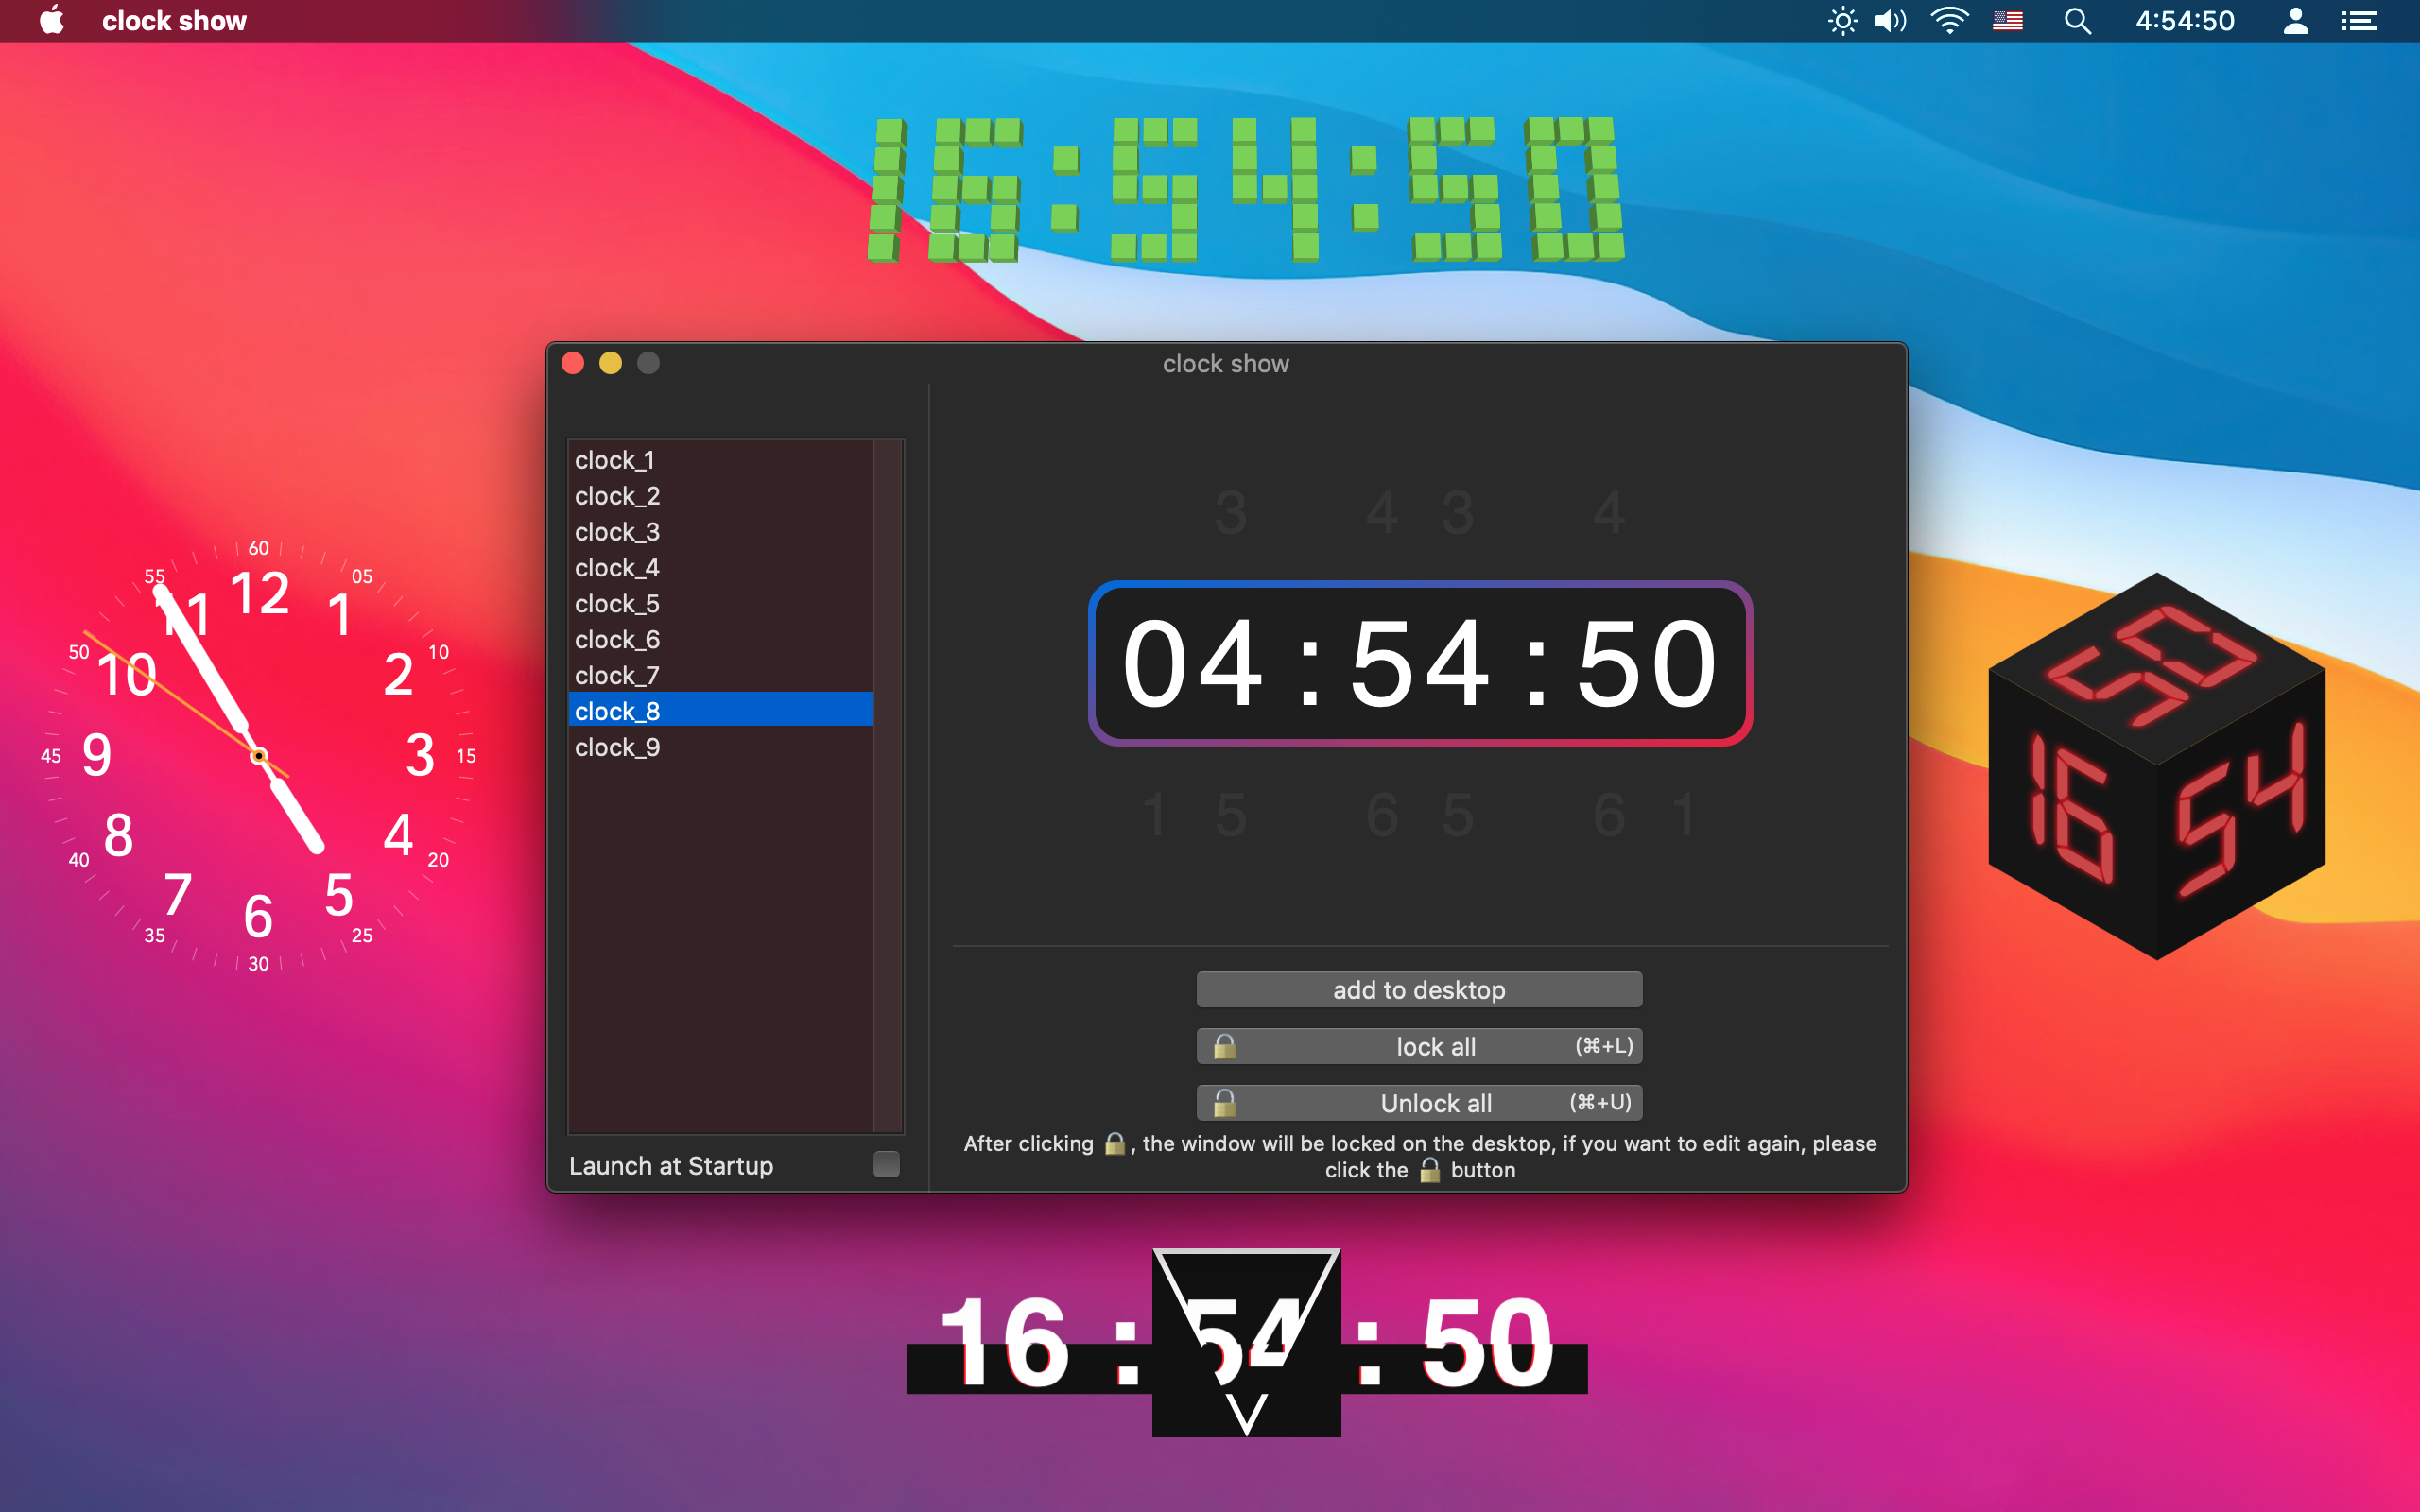 clock show
4:54:50
16:54:50
clock show
clock_1
clock_2
clock_3
clock_4
clock_5
clock_6
clock_7
clock_8
clock_9
Launch at Startup
3 4 3 4
04:54:50
1 5 6 5 6 1
add to desktop
lock all (⌘+L)
Unlock all (⌘+U)
After clicking 🔒, the window will be locked on the desktop, if you want to edit again, please
click the 🔓 button
60
55 05
12
11 1
50 10
10 2
45 9 3 15
8 4
40 20
7 5
6
35 25
30
50
16 54
16 : 54 : 50